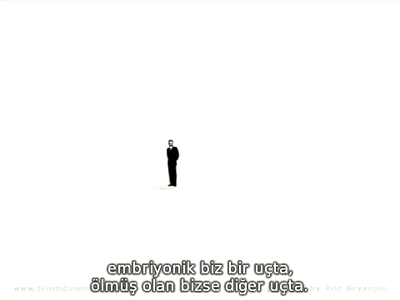 embriyonik biz bir uçta,
ölmüş olan bizse diğer uçta.